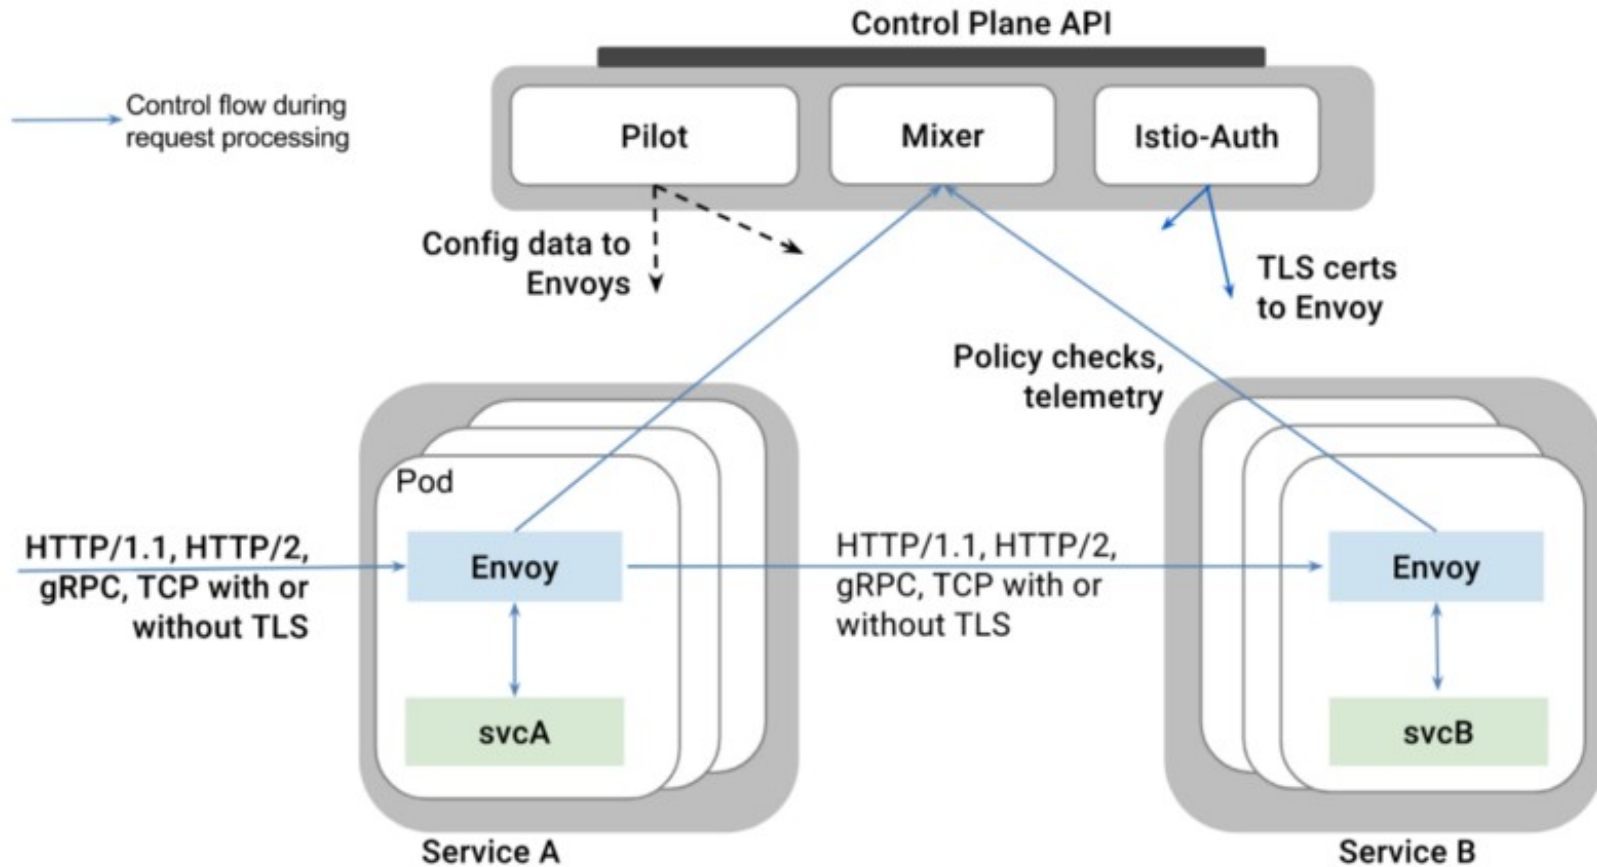 Control Plane API
Control flow during
request processing
Pilot
Mixer
Istio-Auth
Config data to
Envoys
TLS certs
to Envoy
Policy checks,
telemetry
Pod
HTTP/1.1, HTTP/2,
gRPC, TCP with or
without TLS
Envoy
HTTP/1.1, HTTP/2,
gRPC, TCP with or
without TLS
Envoy
svcA
svcB
Service A
Service B